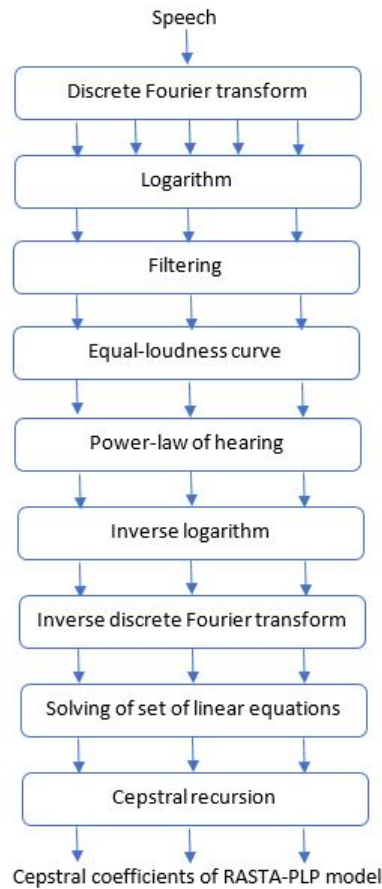 Speech
Discrete Fourier transform
Logarithm
Filtering
Equal-loudness curve
Power-law of hearing
Inverse logarithm
Inverse discrete Fourier transform
Solving of set of linear equations
Cepstral recursion
Cepstral coefficients of RASTA-PLP model